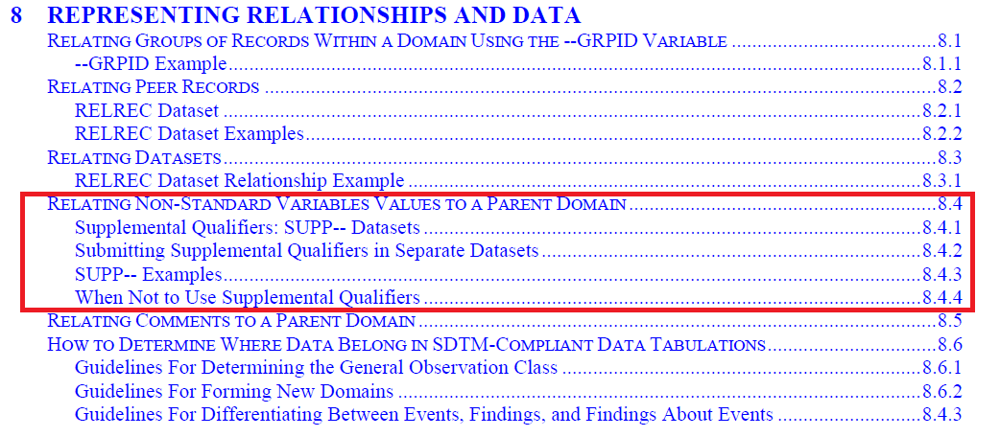 8 REPRESENTING RELATIONSHIPS AND DATA
RELATING GROUPS OF RECORDS WITHIN A DOMAIN USING THE --GRPID VARIABLE ........................................8.1
--GRPID Example........................................8.1.1
RELATING PEER RECORDS ........................................8.2
RELREC Dataset ........................................8.2.1
RELREC Dataset Examples........................................8.2.2
RELATING DATASETS........................................8.3
RELREC Dataset Relationship Example ........................................8.3.1
RELATING NON-STANDARD VARIABLES VALUES TO A PARENT DOMAIN........................................8.4
Supplemental Qualifiers: SUPP-- Datasets ........................................8.4.1
Submitting Supplemental Qualifiers in Separate Datasets ........................................8.4.2
SUPP-- Examples........................................8.4.3
When Not to Use Supplemental Qualifiers ........................................8.4.4
RELATING COMMENTS TO A PARENT DOMAIN ........................................8.5
HOW TO DETERMINE WHERE DATA BELONG IN SDTM-COMPLIANT DATA TABULATIONS........................................8.6
Guidelines For Determining the General Observation Class ........................................8.6.1
Guidelines For Forming New Domains ........................................8.6.2
Guidelines For Differentiating Between Events, Findings, and Findings About Events ........................................8.4.3